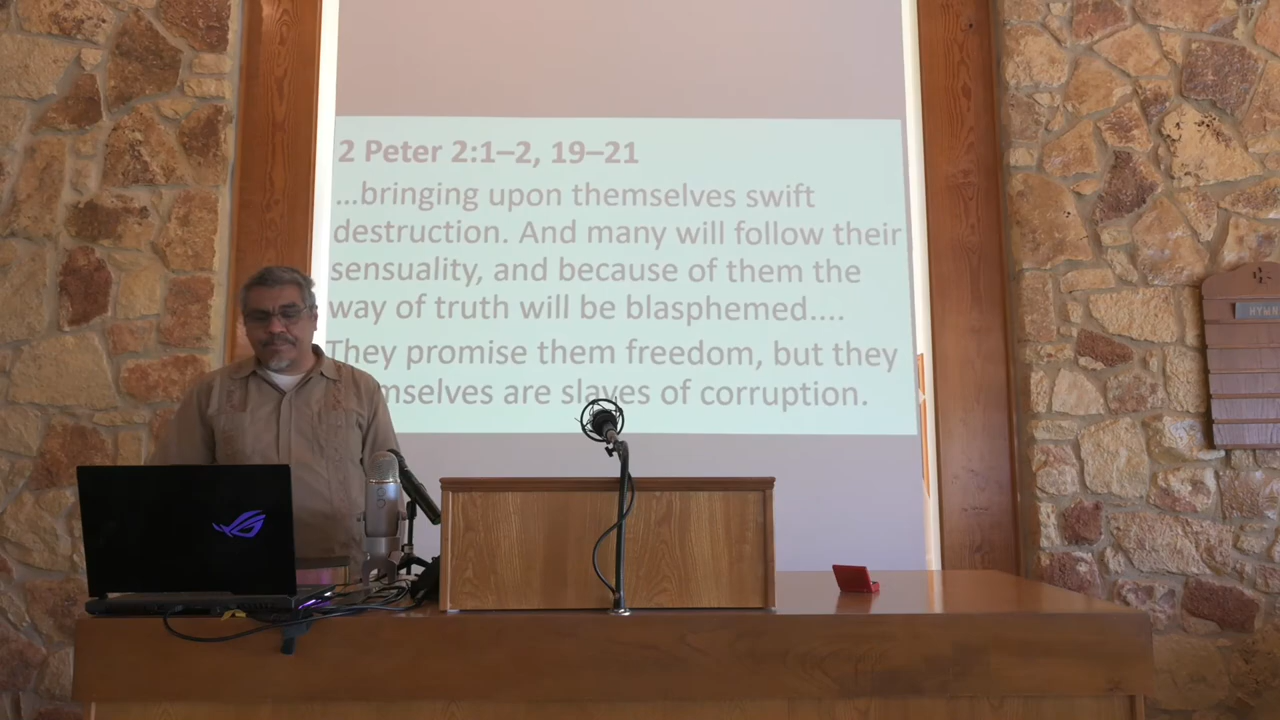 2 Peter 2:1–2, 19–21
...bringing upon themselves swift
destruction. And many will follow their
sensuality, and because of them the
way of truth will be blasphemed....
They promise them freedom, but they
mselves are slaves of corruption.
HYMN